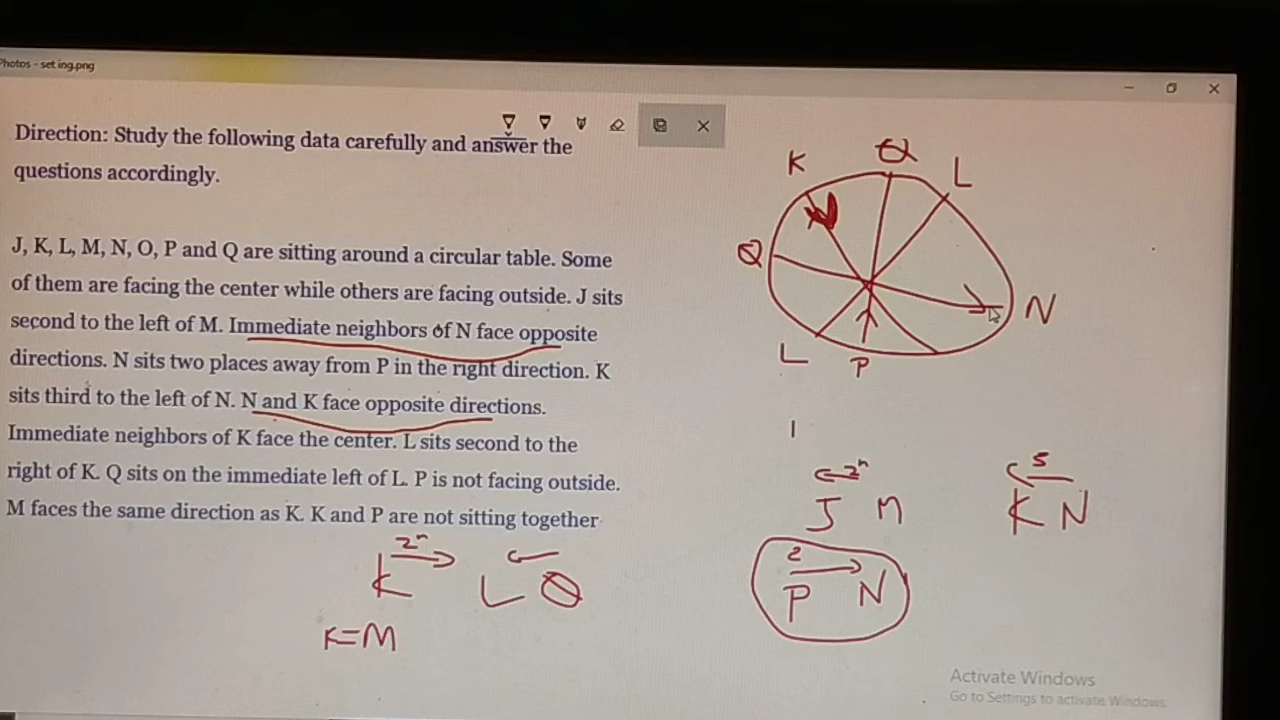 Photos - set ing.png
Direction: Study the following data carefully and answer the
questions accordingly.
J, K, L, M, N, O, P and Q are sitting around a circular table. Some
of them are facing the center while others are facing outside. J sits
second to the left of M. Immediate neighbors of N face opposite
directions. N sits two places away from P in the right direction. K
sits third to the left of N. N and K face opposite directions.
Immediate neighbors of K face the center. L sits second to the
right of K. Q sits on the immediate left of L. P is not facing outside.
M faces the same direction as K. K and P are not sitting together
K Q L
Q N
L P
2n 5
J M K N
2
P N
2n
K L Q
K=M
Activate Windows
Go to Settings to activate Windows.